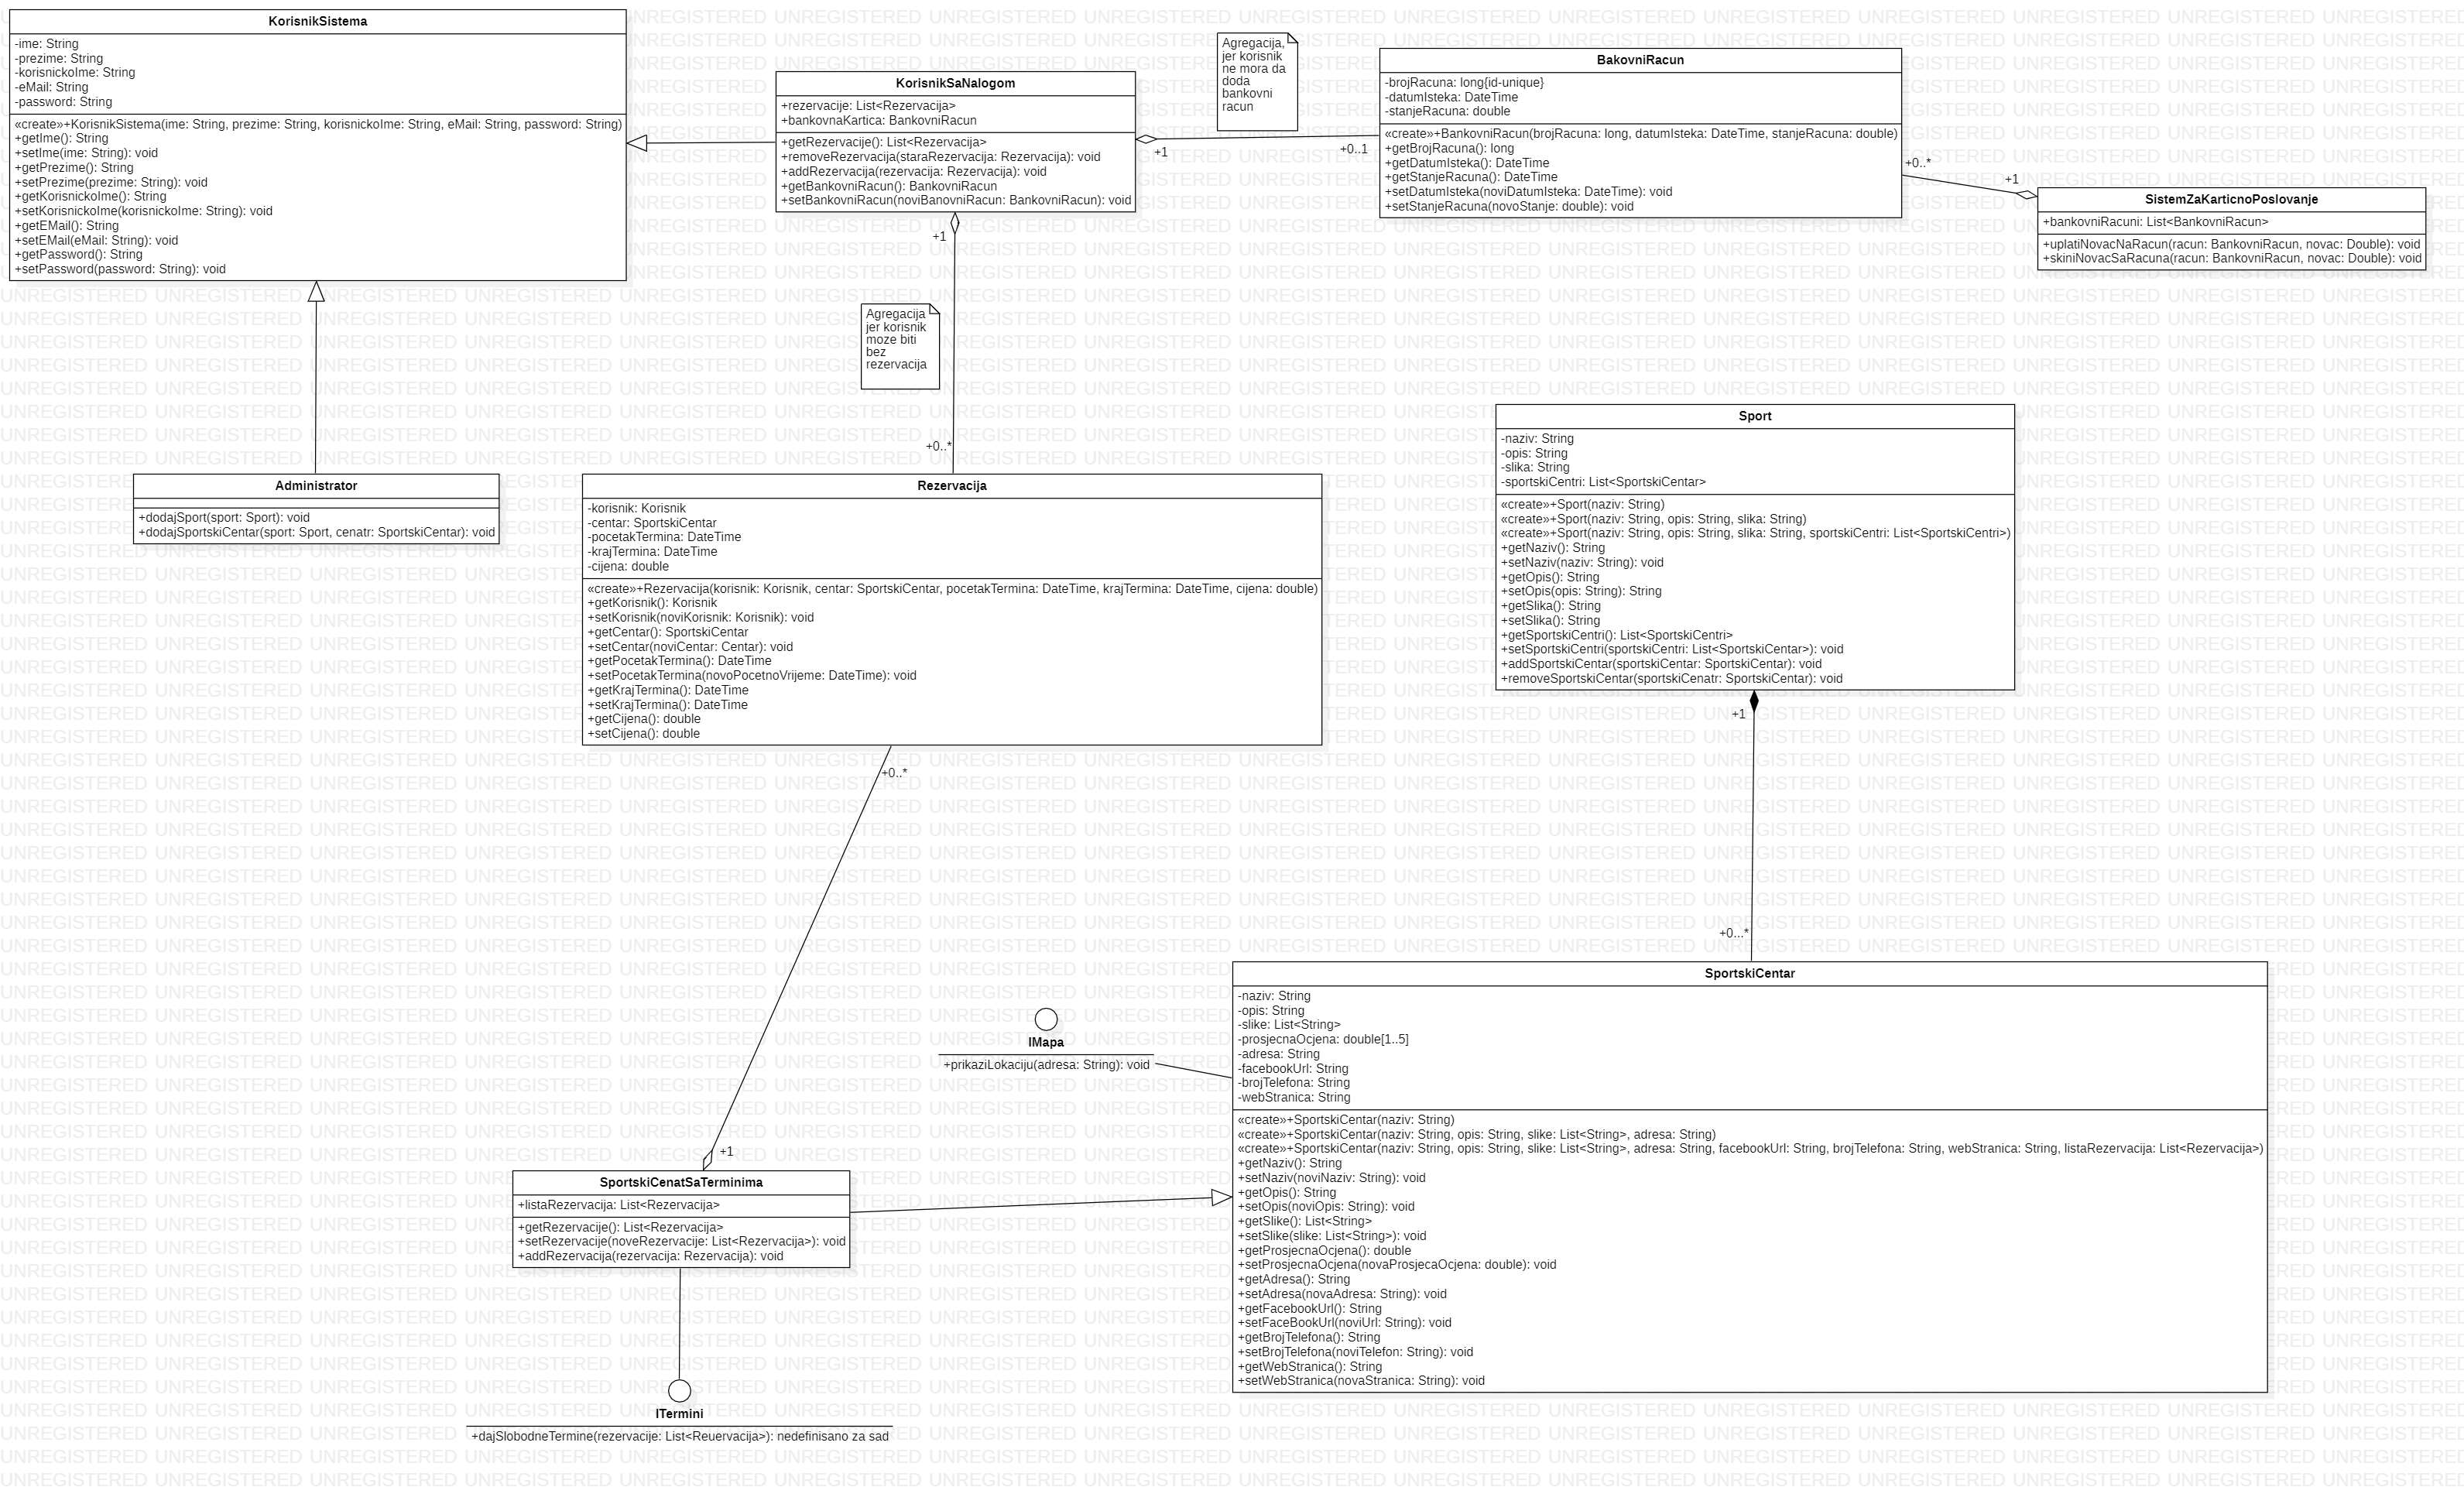 KorisnikSistema
-ime: String
-prezime: String
-korisnickoIme: String
-eMail: String
-password: String
«create»+KorisnikSistema(ime: String, prezime: String, korisnickoIme: String, eMail: String, password: String)
+getIme(): String
+setIme(ime: String): void
+getPrezime(): String
+setPrezime(prezime: String): void
+getKorisnickoIme(): String
+setKorisnickoIme(korisnickoIme: String): void
+getEMail(): String
+setEMail(eMail: String): void
+getPassword(): String
+setPassword(password: String): void
KorisnikSaNalogom
+rezervacije: List<Rezervacija>
+bankovnaKartica: BankovniRacun
+getRezervacije(): List<Rezervacija>
+removeRezervacija(staraRezervacija: Rezervacija): void
+addRezervacija(rezervacija: Rezervacija): void
+getBankovniRacun(): BankovniRacun
+setBankovniRacun(noviBanovniRacun: BankovniRacun): void
Agregacija,
jer korisnik
ne mora da
doda
bankovni
racun
+1
+0..1
BakovniRacun
-brojRacuna: long{id-unique}
-datumIsteka: DateTime
-stanjeRacuna: double
«create»+BankovniRacun(brojRacuna: long, datumIsteka: DateTime, stanjeRacuna: double)
+getBrojRacuna(): long
+getDatumIsteka(): DateTime
+getStanjeRacuna(): DateTime
+setDatumIsteka(noviDatumIsteka: DateTime): void
+setStanjeRacuna(novoStanje: double): void
+0..*
+1
SistemZaKarticnoPoslovanje
+bankovniRacuni: List<BankovniRacun>
+uplatiNovacNaRacun(racun: BankovniRacun, novac: Double): void
+skiniNovacSaRacuna(racun: BankovniRacun, novac: Double): void
+1
Agregacija
jer korisnik
moze biti
bez
rezervacija
+0..*
Administrator
+dodajSport(sport: Sport): void
+dodajSportskiCentar(sport: Sport, cenatr: SportskiCentar): void
Rezervacija
-korisnik: Korisnik
-centar: SportskiCentar
-pocetakTermina: DateTime
-krajTermina: DateTime
-cijena: double
«create»+Rezervacija(korisnik: Korisnik, centar: SportskiCentar, pocetakTermina: DateTime, krajTermina: DateTime, cijena: double)
+getKorisnik(): Korisnik
+setKorisnik(noviKorisnik: Korisnik): void
+getCentar(): SportskiCentar
+setCentar(noviCentar: Centar): void
+getPocetakTermina(): DateTime
+setPocetakTermina(novoPocetnoVrijeme: DateTime): void
+getKrajTermina(): DateTime
+setKrajTermina(): DateTime
+getCijena(): double
+setCijena(): double
Sport
-naziv: String
-opis: String
-slika: String
-sportskiCentri: List<SportskiCentar>
«create»+Sport(naziv: String)
«create»+Sport(naziv: String, opis: String, slika: String)
«create»+Sport(naziv: String, opis: String, slika: String, sportskiCentri: List<SportskiCentri>)
+getNaziv(): String
+setNaziv(naziv: String): void
+getOpis(): String
+setOpis(opis: String): String
+getSlika(): String
+setSlika(): String
+getSportskiCentri(): List<SportskiCentri>
+setSportskiCentri(sportskiCentri: List<SportskiCentar>): void
+addSportskiCentar(sportskiCentar: SportskiCentar): void
+removeSportskiCentar(sportskiCenatr: SportskiCentar): void
+1
+0...*
+0..*
+1
IMapa
+prikaziLokaciju(adresa: String): void
SportskiCentar
-naziv: String
-opis: String
-slike: List<String>
-prosjecnaOcjena: double[1..5]
-adresa: String
-facebookUrl: String
-brojTelefona: String
-webStranica: String
«create»+SportskiCentar(naziv: String)
«create»+SportskiCentar(naziv: String, opis: String, slike: List<String>, adresa: String)
«create»+SportskiCentar(naziv: String, opis: String, slike: List<String>, adresa: String, facebookUrl: String, brojTelefona: String, webStranica: String, listaRezervacija: List<Rezervacija>)
+getNaziv(): String
+setNaziv(noviNaziv: String): void
+getOpis(): String
+setOpis(noviOpis: String): void
+getSlike(): List<String>
+setSlike(slike: List<String>): void
+getProsjecnaOcjena(): double
+setProsjecnaOcjena(novaProsjecaOcjena: double): void
+getAdresa(): String
+setAdresa(novaAdresa: String): void
+getFacebookUrl(): String
+setFaceBookUrl(noviUrl: String): void
+getBrojTelefona(): String
+setBrojTelefona(noviTelefon: String): void
+getWebStranica(): String
+setWebStranica(novaStranica: String): void
SportskiCenatSaTerminima
+listaRezervacija: List<Rezervacija>
+getRezervacije(): List<Rezervacija>
+setRezervacije(noveRezervacije: List<Rezervacija>): void
+addRezervacija(rezervacija: Rezervacija): void
ITermini
+dajSlobodneTermine(rezervacije: List<Reuervacija>): nedefinisano za sad
UNREGISTERED